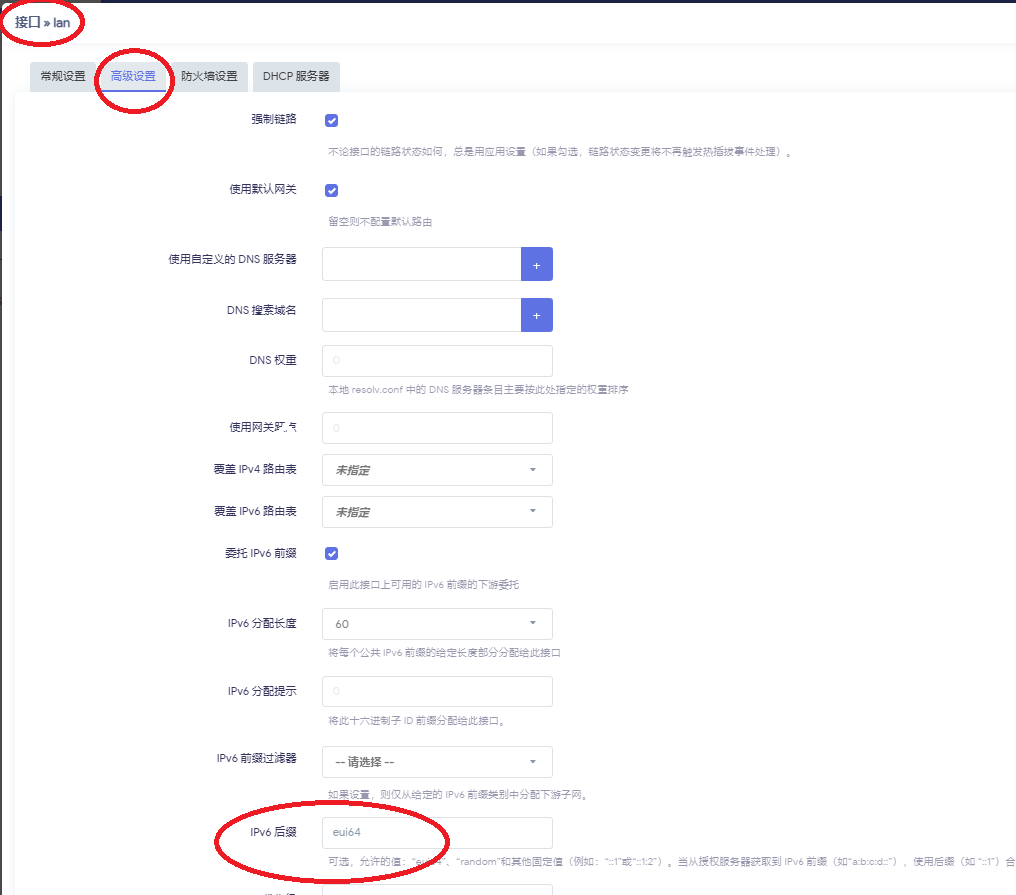 接口 » lan
常规设置 高级设置 防火墙设置 DHCP 服务器
强制链路
不论接口的链路状态如何，总是用应用设置（如果勾选，链路状态变更将不再触发热插拔事件处理）。
使用默认网关
留空则不配置默认路由
使用自定义的 DNS 服务器 +
DNS 搜索域名 +
DNS 权重 0
本地 resolv.conf 中的 DNS 服务器条目主要按此处指定的权重排序
使用网关 0
覆盖 IPv4 路由表 未指定
覆盖 IPv6 路由表 未指定
委托 IPv6 前缀
启用此接口上可用的 IPv6 前缀的下游委托
IPv6 分配长度 60
将每个公共 IPv6 前缀的给定长度部分分配给此接口
IPv6 分配提示 0
将此十六进制子 ID 前缀分配给此接口。
IPv6 前缀过滤器 -- 请选择 --
如果设置，则仅从给定的 IPv6 前缀类别中分配下游子网。
IPv6 后缀 eui64
可选，允许的值："eui64"、"random"和其他固定值（例如："::1"或"::1:2"）。当从授权服务器获取到 IPv6 前缀（如"a:b:c:d::"），使用后缀（如 "::1"）合